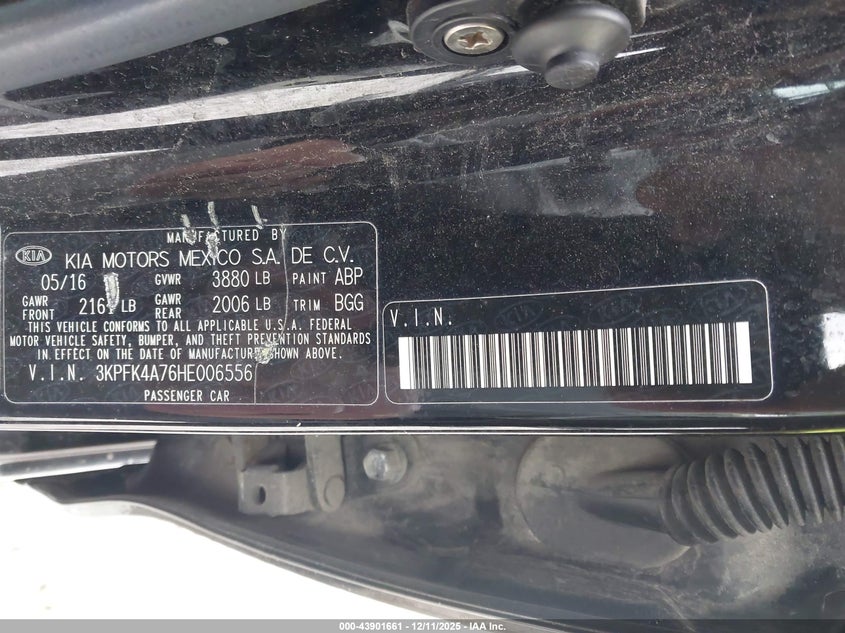 MANUFACTURED BY
KIA KIA MOTORS MEXICO S.A. DE C.V.
05/16 GVWR 3880 LB PAINT ABP
GAWR FRONT LB GAWR REAR 2006 LB TRIM BGG
THIS VEHICLE CONFORMS TO ALL APPLICABLE U.S.A. FEDERAL
MOTOR VEHICLE SAFETY, BUMPER, AND THEFT PREVENTION STANDARDS
IN EFFECT ON THE DATE OF MANUFACTURE SHOWN ABOVE.
V.I.N. 3KPFK4A76HE006556
PASSENGER CAR
V.I.N.
000-43901661 - 12/11/2025 - IAA Inc.